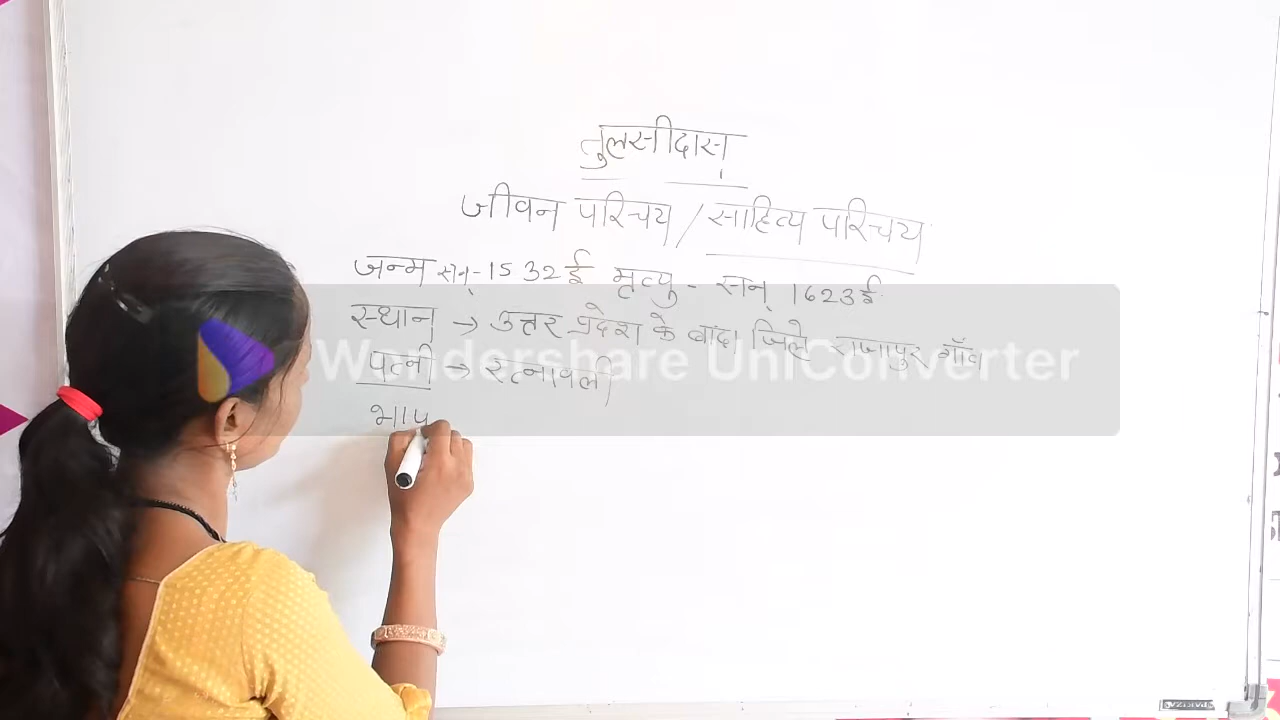 तुलसीदास
जीवन परिचय / साहित्य परिचय
जन्म सन्-1532ई मृत्यु - सन् 1623ई
स्थान → उत्तर प्रदेश के बांदा जिले राजापुर गाँव
पत्नी → रत्नावली
भाष
Wondershare UniConverter